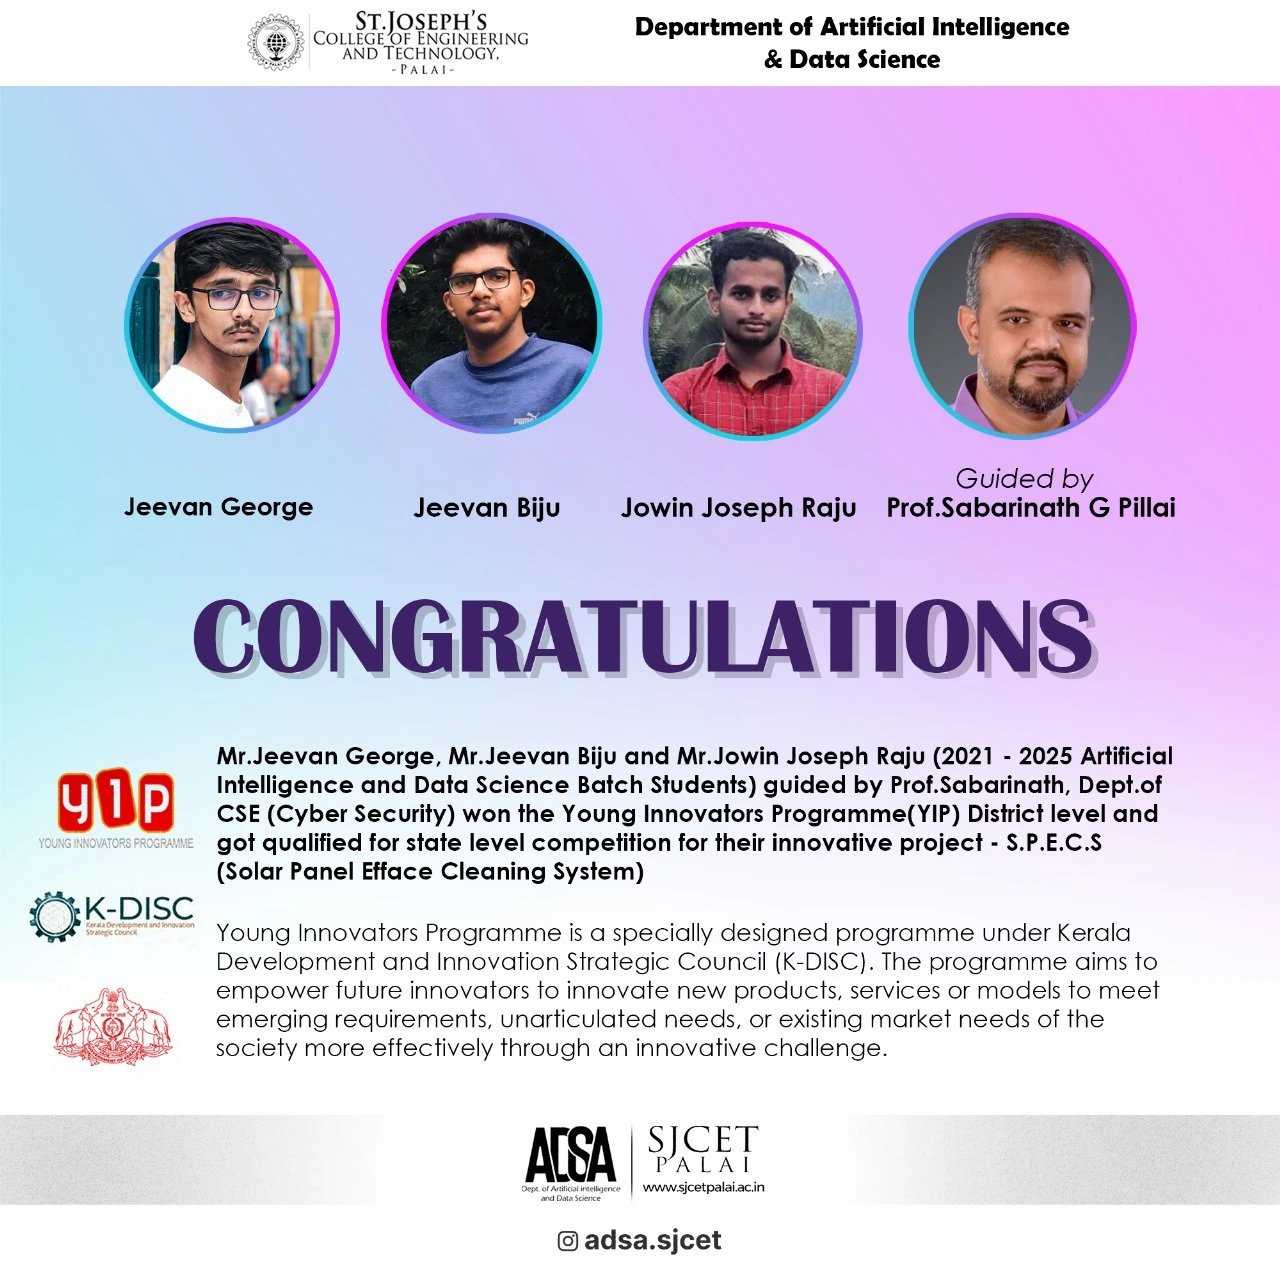 ST.JOSEPH'S
COLLEGE OF ENGINEERING
AND TECHNOLOGY,
-PALAI-
Department of Artificial Intelligence
& Data Science
Jeevan George
Jeevan Biju
Jowin Joseph Raju
Guided by
Prof.Sabarinath G Pillai
CONGRATULATIONS
Mr.Jeevan George, Mr.Jeevan Biju and Mr.Jowin Joseph Raju (2021 - 2025 Artificial
Intelligence and Data Science Batch Students) guided by Prof.Sabarinath, Dept.of
CSE (Cyber Security) won the Young Innovators Programme(YIP) District level and
got qualified for state level competition for their innovative project - S.P.E.C.S
(Solar Panel Efface Cleaning System)
Young Innovators Programme is a specially designed programme under Kerala
Development and Innovation Strategic Council (K-DISC). The programme aims to
empower future innovators to innovate new products, services or models to meet
emerging requirements, unarticulated needs, or existing market needs of the
society more effectively through an innovative challenge.
y1p
YOUNG INNOVATORS PROGRAMME
K-DISC
Kerala Development and Innovation
Strategic Council
ADSA
Dept. of Artificial intelligence
and Data Science
SJCET
PALAI
www.sjcetpalai.ac.in
adsa.sjcet
PUMA